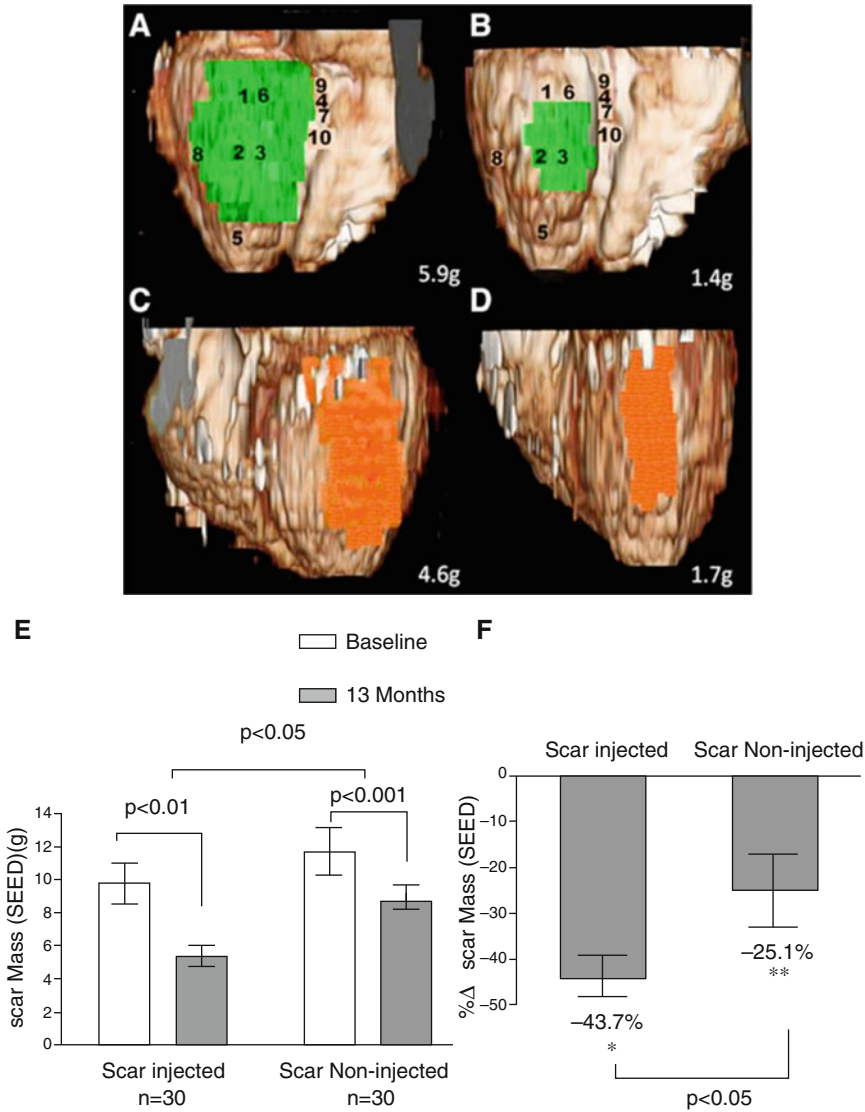 A
B
1 6
9
4
7
10
8
2 3
5
5.9g
1 6
9
4
7
10
8
2 3
5
1.4g
C
D
4.6g
1.7g
E
Baseline
13 Months
p<0.05
p<0.01
p<0.001
scar Mass (SEED)(g)
14
12
10
8
6
4
2
0
Scar injected
n=30
Scar Non-injected
n=30
F
Scar injected
Scar Non-injected
%Δ scar Mass (SEED)
0
–10
–20
–30
–40
–50
–43.7%
*
–25.1%
**
p<0.05